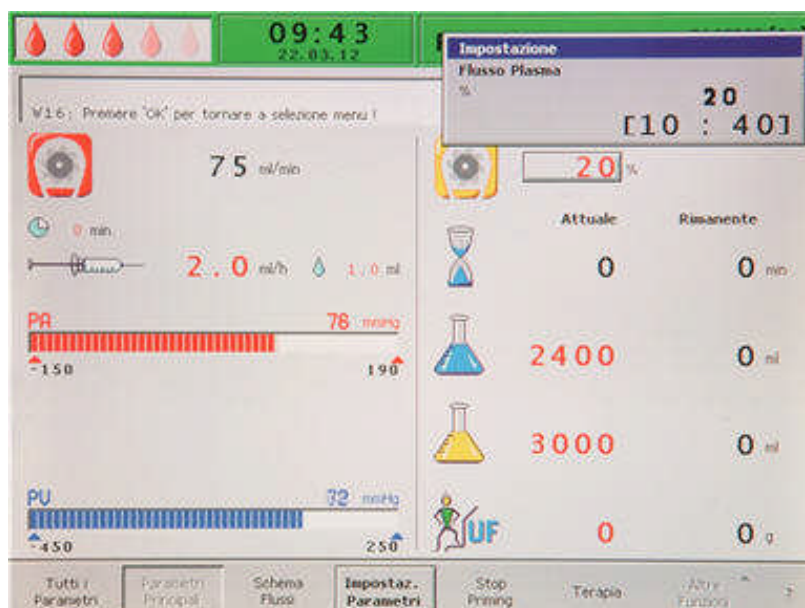 09:43
22.03.12
Impostazione
Flusso Plasma
%
20
[10 : 40]
W16: Premere "OK" per tornare a selezione menu !
75 ml/min
20 %
0 min
Attuale Rimanente
2.0 ml/h 1.0 ml
0 0 min
PA 78 mmHg
-150 190
2400 0 ml
3000 0 ml
PV mmHg
-450 250
UF 0 0 g
Tutti i Parametri
Parametri Principali
Schema Flussi
Impostaz. Parametri
Stop Priming
Terapia
Altre Funzioni